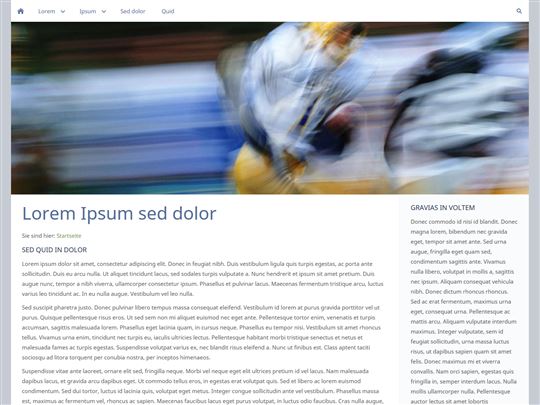 Lorem Ipsum Sed dolor Quid
Lorem Ipsum sed dolor
Sie sind hier: Startseite
SED QUID IN DOLOR
Lorem ipsum dolor sit amet, consectetur adipiscing elit. Donec in feugiat nisi. Duis vestibulum ligula quis turpis egestas, ac porta ante
sollicitudin. Duis eu arcu nulla. Ut aliquet tincidunt lacus, sed sodales turpis vulputate a. Nunc hendrerit et ipsum sit amet pretium. Duis
augue nunc, tempor a nibh viverra, ullamcorper consectetur ipsum. Phasellus et pulvinar lacus. Maecenas fermentum tristique arcu, luctus
varius leo tincidunt ac. In eu nulla augue. Vestibulum vel leo nulla.
Sed suscipit pharetra justo. Donec pulvinar libero tempus massa consequat eleifend. Vestibulum id lorem at purus gravida porttitor vel ut
purus. Quisque pellentesque risus eros. Ut sed sem non mi aliquet euismod nec eget ante. Pellentesque tortor enim, venenatis et turpis
accumsan, sagittis malesuada lorem. Phasellus eget lacinia quam, in cursus neque. Phasellus eu tempor nisi. Vestibulum sit amet rhoncus
tellus. Vivamus urna enim, tincidunt nec turpis eu, iaculis ultricies lectus. Pellentesque habitant morbi tristique senectus et netus et
malesuada fames ac turpis egestas. Suspendisse volutpat varius ex, nec blandit risus eleifend a. Nunc ut finibus est. Class aptent taciti
sociosqu ad litora torquent per conubia nostra, per inceptos himenaeos.
Suspendisse vitae ante laoreet, ornare elit sed, fringilla neque. Morbi vel neque eget elit ultrices pretium id vel lacus. Nam malesuada
dapibus lacus, et gravida arcu dapibus eget. Ut commodo tellus eros, in egestas erat volutpat quis. Sed et libero ac lorem euismod
condimentum. Sed dui tortor, luctus id lacinia quis, volutpat eget metus. Integer congue sollicitudin ante vel vestibulum. Phasellus massa
est, maximus ac fermentum vel, rhoncus ac sapien. Maecenas faucibus lacus eget purus volutpat, in luctus odio faucibus. Cras nulla augue,
GRAVIAS IN VOLTEM
Donec commodo id nisi id blandit. Donec
magna lorem, bibendum nec gravida
eget, tempor sit amet ante. Sed urna
augue, fringilla eget quam sed,
condimentum sagittis ante. Vivamus
nulla libero, volutpat in mollis a, sagittis
nec ipsum. Aliquam consequat vehicula
nibh. Donec dictum rhoncus rhoncus.
Sed ac erat fermentum, maximus urna
eget, consequat urna. Pellentesque ac
mattis arcu. Aliquam vulputate interdum
maximus. Integer vulputate, sem id
feugiat sollicitudin, urna massa luctus
risus, ut dapibus sapien quam sit amet
felis. Donec maximus mi et viverra
convallis. Nam orci sapien, egestas quis
fringilla in, semper interdum lacus. Nulla
mollis ullamcorper nulla. Pellentesque
auctor lectus sit amet lobortis